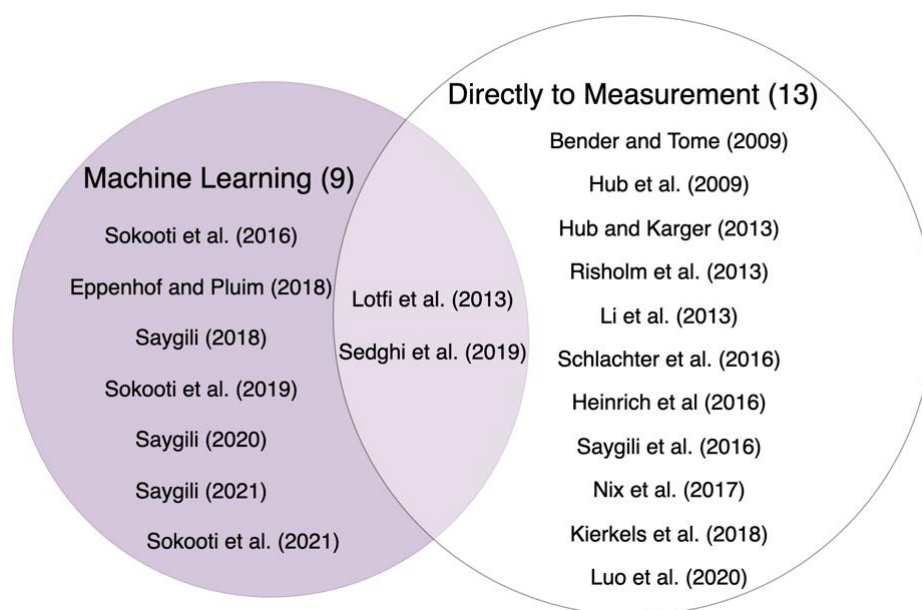 Machine Learning (9)
Sokooti et al. (2016)
Eppenhof and Pluim (2018)
Saygili (2018)
Sokooti et al. (2019)
Saygili (2020)
Saygili (2021)
Sokooti et al. (2021)
Lotfi et al. (2013)
Sedghi et al. (2019)
Directly to Measurement (13)
Bender and Tome (2009)
Hub et al. (2009)
Hub and Karger (2013)
Risholm et al. (2013)
Li et al. (2013)
Schlachter et al. (2016)
Heinrich et al (2016)
Saygili et al. (2016)
Nix et al. (2017)
Kierkels et al. (2018)
Luo et al. (2020)